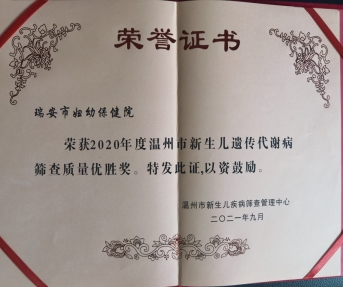 荣誉证书
瑞安市妇幼保健院
荣获2020年度温州市新生儿遗传代谢病
筛查质量优胜奖。特发此证,以资鼓励。
温州市新生儿疾病筛查管理中心
二〇二一年九月